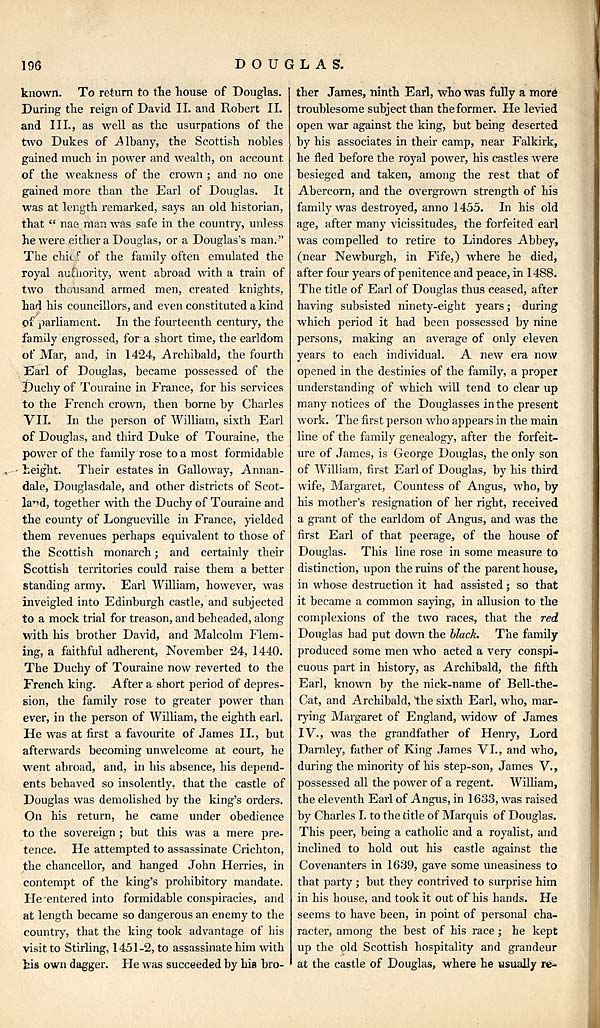 196
DOUGLAS.
known. To return to the house of Douglas.
During the reign of David II. and Robert II.
and III., as well as the usurpations of the
two Dukes of Albany, the Scottish nobles
gained much in power and wealth, on account
of the weakness of the crown; and no one
gained more than the Earl of Douglas. It
was at length remarked, says an old historian,
that “ nae man was safe in the country, unless
he were either a Douglas, or a Douglas's man.”
The chief of the family often emulated the
royal authority, went abroad with a train of
two thousand armed men, created knights,
had his councillors, and even constituted a kind
of parliament. In the fourteenth century, the
family engrossed, for a short time, the earldom
of Mar, and, in 1424, Archibald, the fourth
Earl of Douglas, became possessed of the
Duchy of Touraine in France, for his services
to the French crown, then borne by Charles
VII. In the person of William, sixth Earl
of Douglas, and third Duke of Touraine, the
power of the family rose to a most formidable
height. Their estates in Galloway, Annan-
dale, Douglasdale, and other districts of Scot-
land, together with the Duchy of Touraine and
the county of Longueville in France, yielded
them revenues perhaps equivalent to those of
the Scottish monarch; and certainly their
Scottish territories could raise them a better
standing army. Earl William, however, was
inveigled into Edinburgh castle, and subjected
to a mock trial for treason, and beheaded, along
with his brother David, and Malcolm Flem-
ing, a faithful adherent, November 24, 1440.
The Duchy of Touraine now reverted to the
French king. After a short period of depres-
sion, the family rose to greater power than
ever, in the person of William, the eighth earl.
He was at first a favourite of James II., but
afterwards becoming unwelcome at court, he
went abroad, and, in his absence, his depend-
ents behaved so insolently, that the castle of
Douglas was demolished by the king's orders.
On his return, he came under obedience
to the sovereign; but this was a mere pre-
tence. He attempted to assassinate Crichton,
the chancellor, and hanged John Herries, in
contempt of the king's prohibitory mandate.
He entered into formidable conspiracies, and
at length became so dangerous an enemy to the
country, that the king took advantage of his
visit to Stirling, 1451-2, to assassinate him with
his own dagger. He was succeeded by his bro-
ther James, ninth Earl, who was fully a more
troublesome subject than the former. He levied
open war against the king, but being deserted
by his associates in their camp, near Falkirk,
he fled before the royal power, his castles were
besieged and taken, among the rest that of
Abercorn, and the overgrown strength of his
family was destroyed, anno 1455. In his old
age, after many vicissitudes, the forfeited earl
was compelled to retire to Lindores Abbey,
(near Newburgh, in Fife,) where he died,
after four years of penitence and peace, in 1488.
The title of Earl of Douglas thus ceased, after
having subsisted ninety-eight years; during
which period it had been possessed by nine
persons, making an average of only eleven
years to each individual. A new era now
opened in the destinies of the family, a proper
understanding of which will tend to clear up
many notices of the Douglasses in the present
work. The first person who appears in the main
line of the family genealogy, after the forfeit-
ure of James, is George Douglas, the only son
of William, first Earl of Douglas, by his third
wife, Margaret, Countess of Angus, who, by
his mother's resignation of her right, received
a grant of the earldom of Angus, and was the
first Earl of that peerage, of the house of
Douglas. This line rose in some measure to
distinction, upon the ruins of the parent house,
in whose destruction it had assisted; so that
it became a common saying, in allusion to the
complexions of the two races, that the red
Douglas had put down the black. The family
produced some men who acted a very conspi-
cuous part in history, as Archibald, the fifth
Earl, known by the nick-name of Bell-the-
Cat, and Archibald, the sixth Earl, who, mar-
rying Margaret of England, widow of James
IV., was the grandfather of Henry, Lord
Darnley, father of King James VI., and who,
during the minority of his step-son, James V.,
possessed all the power of a regent. William,
the eleventh Earl of Angus, in 1633, was raised
by Charles I. to the title of Marquis of Douglas.
This peer, being a catholic and a royalist, and
inclined to hold out his castle against the
Covenanters in 1639, gave some uneasiness to
that party; but they contrived to surprise him
in his house, and took it out of his hands. He
seems to have been, in point of personal cha-
racter, among the best of his race; he kept
up the old Scottish hospitality and grandeur
at the castle of Douglas, where he usually re-